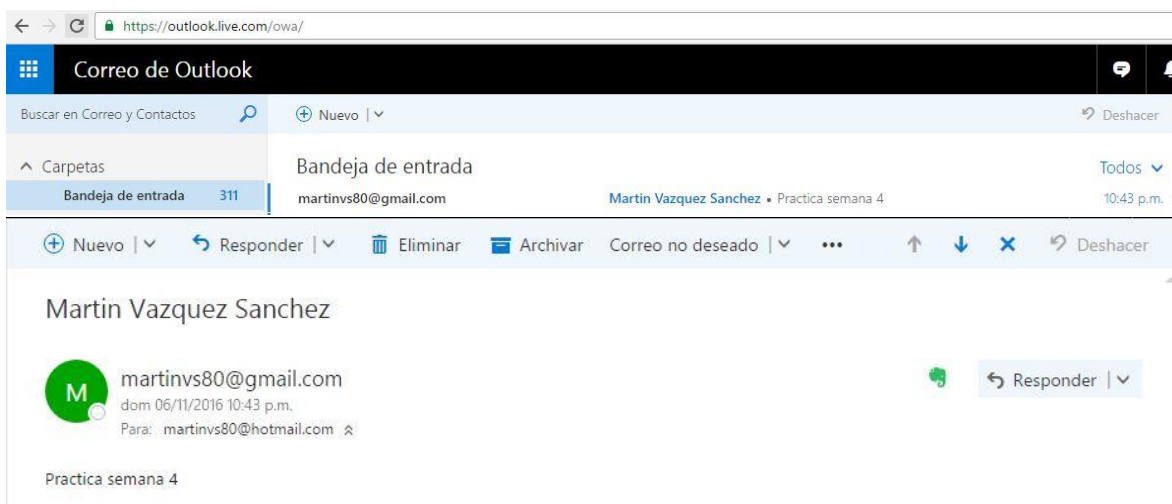 https://outlook.live.com/owa/
Correo de Outlook
Buscar en Correo y Contactos Nuevo Deshacer
Carpetas Bandeja de entrada Todos
Bandeja de entrada 311 martinvs80@gmail.com Martin Vazquez Sanchez • Practica semana 4 10:43 p.m.
Nuevo Responder Eliminar Archivar Correo no deseado ••• Deshacer
Martin Vazquez Sanchez
M martinvs80@gmail.com Responder
dom 06/11/2016 10:43 p.m.
Para: martinvs80@hotmail.com
Practica semana 4